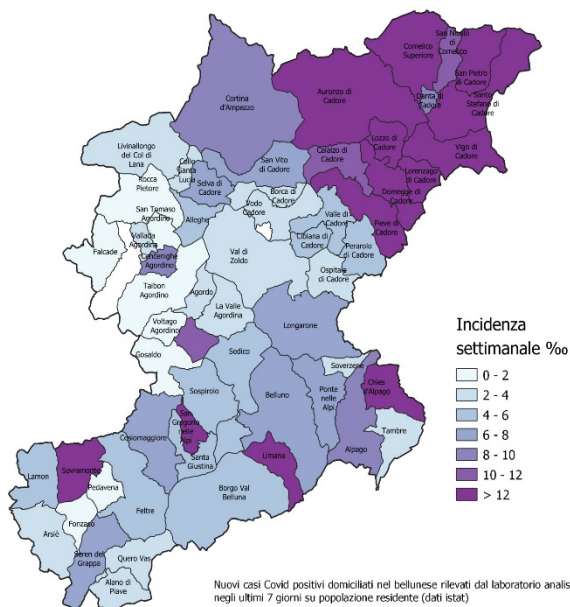 San Nicolò di
Comelico
Comelico
Superiore
San Pietro di
Cadore
Cortina
d'Ampezzo
Auronzo di
Cadore
Danta di
Cadore
Santo
Stefano di
Cadore
Livinallongo
del Col di
Lana
Colle
Santa
Lucia
San Vito
di Cadore
Calalzo di
Cadore
Lozzo di
Cadore
Vigo di
Cadore
Lorenzago
di Cadore
Rocca
Pietore
Selva di
Cadore
Borca di
Cadore
Domegge di
Cadore
San Tomaso
Agordino
Alleghe
Vodo
Cadore
Valle di
Cadore
Pieve di
Cadore
Vallada
Agordina
Cibiana di
Cadore
Perarolo
di Cadore
Falcade
Cencenighe
Agordino
Val di
Zoldo
Ospitale
di Cadore
Taibon
Agordino
Agordo
La Valle
Agordina
Voltago
Agordino
Longarone
Gosaldo
Sedico
Soverzene
Sospirolo
Belluno
Ponte
nelle
Alpi
Chies
d'Alpago
San
Gregorio
nelle
Alpi
Tambre
Cesiomaggiore
Santa
Giustina
Limana
Alpago
Lamon
Sovramonte
Pedavena
Borgo Val
Belluna
Feltre
Arsiè
Fonzaso
Seren del
Grappa
Quero Vas
Alano di
Piave
Incidenza
settimanale ‰
0 - 2
2 - 4
4 - 6
6 - 8
8 - 10
10 - 12
> 12
Nuovi casi Covid positivi domiciliati nel bellunese rilevati dal laboratorio analis
negli ultimi 7 giorni su popolazione residente (dati istat)